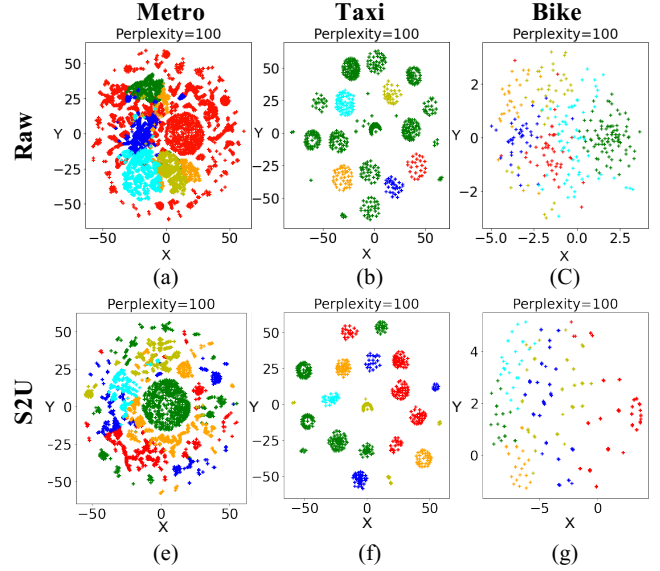 Metro Taxi Bike
Perplexity=100 Perplexity=100 Perplexity=100
Raw
Y
50
25
0
−25
−50
−50 0 50
X
Y
50
25
0
−25
−50
−50 0 50
X
Y
2
0
−2
−5.0 −2.5 0.0 2.5
X
(a) (b) (C)
Perplexity=100 Perplexity=100 Perplexity=100
S2U
Y
50
25
0
−25
−50
−50 0 50
X
Y
50
25
0
−25
−50
−50 0 50
X
Y
4
2
0
−5 0
X
(e) (f) (g)